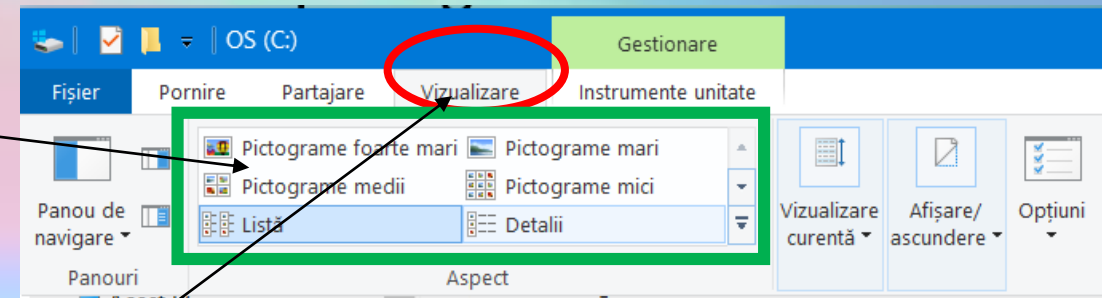 OS (C:)
Gestionare
Fișier Pornire Partajare Vizualizare Instrumente unitate
Pictograme foarte mari Pictograme mari
Pictograme medii Pictograme mici
Listă Detalii
Panou de navigare
Vizualizare curentă
Afișare/ ascundere
Opțiuni
Panouri Aspect